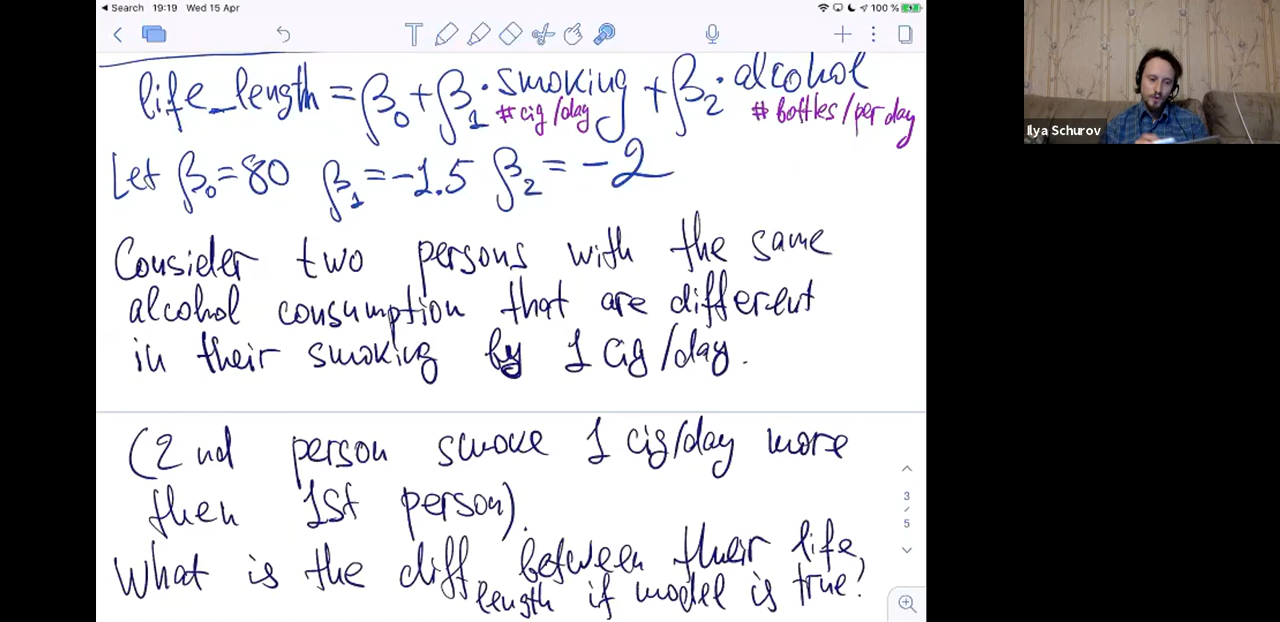 Search 19:19 Wed 15 Apr 100 %
life_length = β₀ + β₁ · smoking + β₂ · alcohol
# cig/day # bottles/per day
Let β₀ = 80 β₁ = -1.5 β₂ = -2
Consider two persons with the same
alcohol consumption that are different
in their smoking by 1 cig/day.
(2nd person smoke 1 cig/day more
then 1st person).
What is the diff between their life
length if model is true?
3
/
5
Ilya Schurov